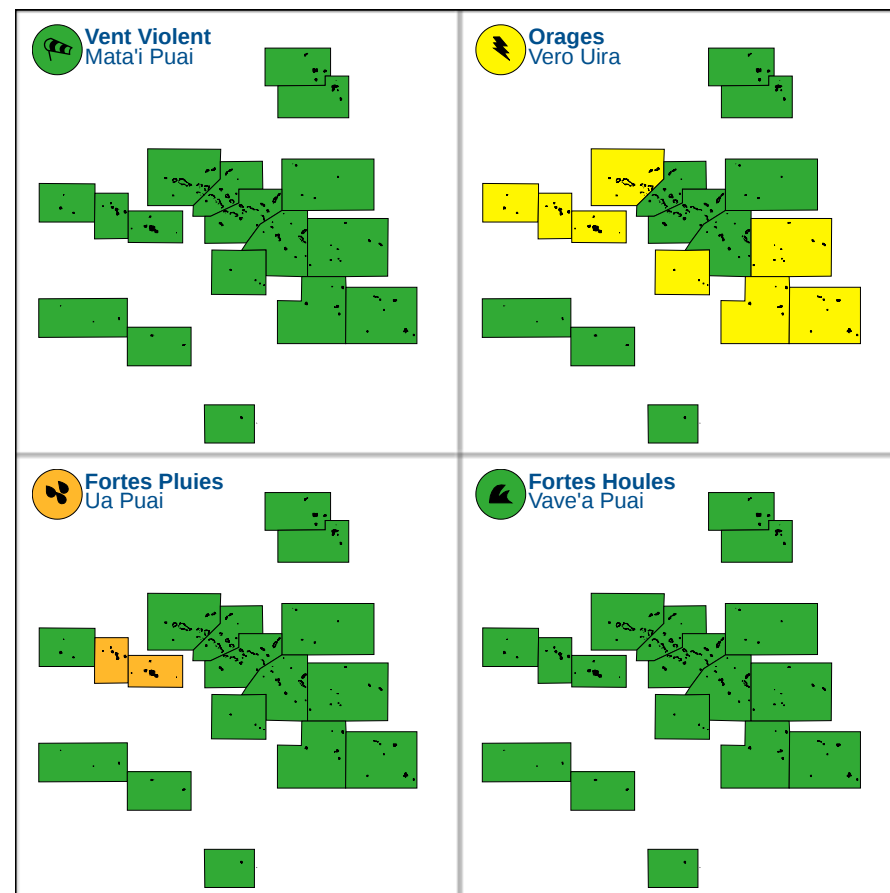 Vent Violent
Mata'i Puai
Orages
Vero Uira
Fortes Pluies
Ua Puai
Fortes Houles
Vave'a Puai